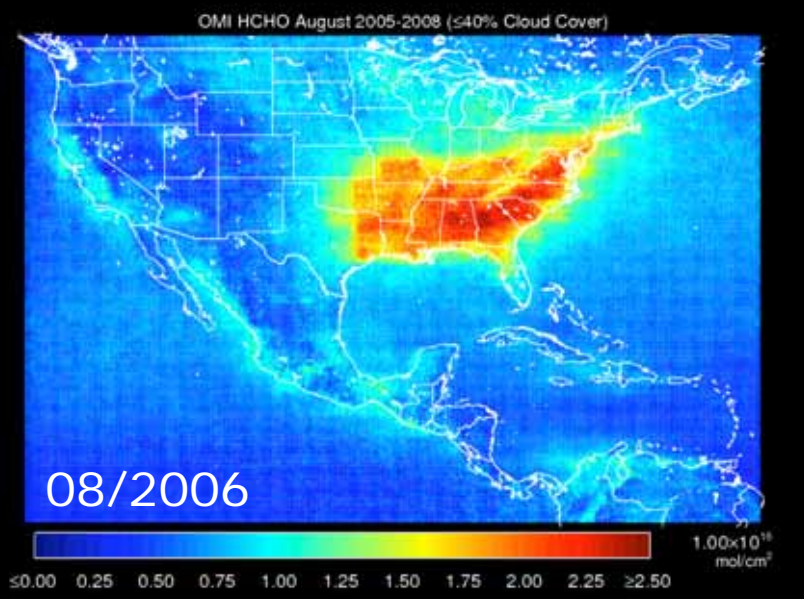 OMI HCHO August 2005-2008 (≤40% Cloud Cover)
08/2006
≤0.00 0.25 0.50 0.75 1.00 1.25 1.50 1.75 2.00 2.25 ≥2.50
1.00×10¹⁶
mol/cm²